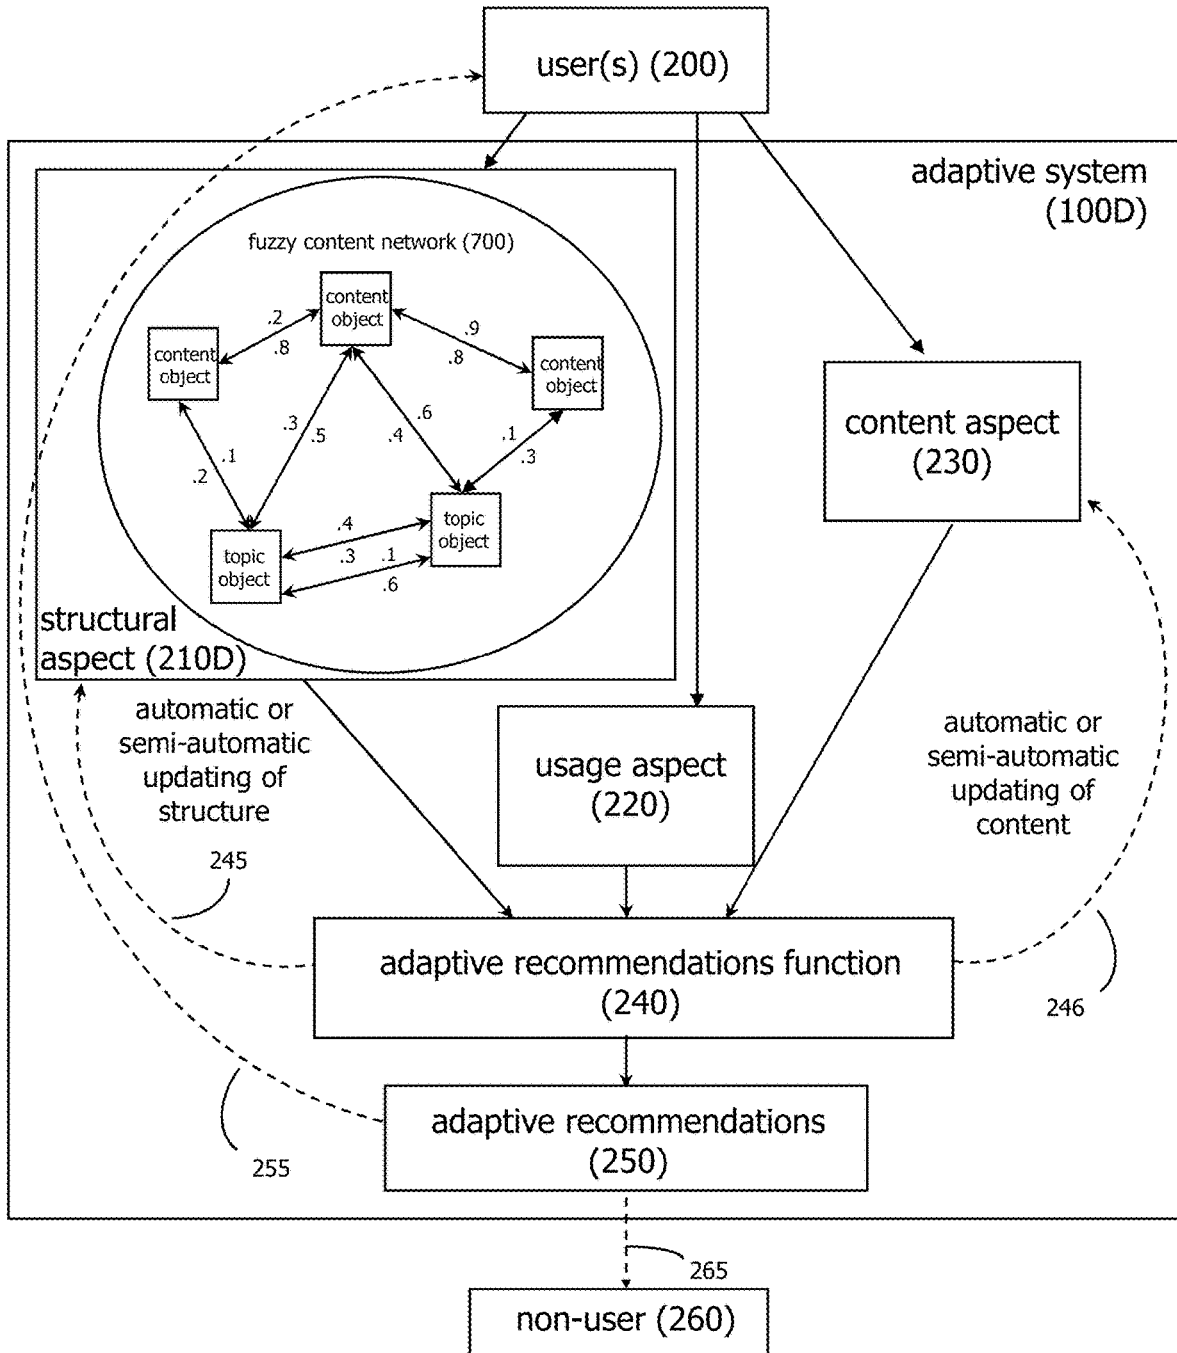 user(s) (200)
adaptive system
(100D)
fuzzy content network (700)
content
object
.2
.8
.9
.8
content
object
content
object
content aspect
(230)
.1
.2
.3
.5
.6
.4
.1
.3
topic
object
.4
.3
.1
.6
topic
object
structural
aspect (210D)
automatic or
semi-automatic
updating of
structure
usage aspect
(220)
automatic or
semi-automatic
updating of
content
245
adaptive recommendations function
(240)
246
adaptive recommendations
(250)
255
265
non-user (260)